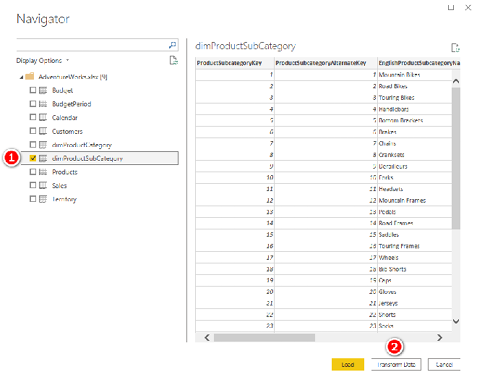 Navigator
Display Options
AdventureWorks.xlsx [9]
Budget
BudgetPeriod
Calendar
Customers
dimProductCategory
1
dimProductSubCategory
Products
Sales
Territory
dimProductSubCategory
ProductSubcategoryKey ProductSubcategoryAlternateKey EnglishProductSubcategoryNa
1 1 Mountain Bikes
2 2 Road Bikes
3 3 Touring Bikes
4 4 Handlebars
5 5 Bottom Brackets
6 6 Brakes
7 7 Chains
8 8 Cranksets
9 9 Derailleurs
10 10 Forks
11 11 Headsets
12 12 Mountain Frames
13 13 Pedals
14 14 Road Frames
15 15 Saddles
16 16 Touring Frames
17 17 Wheels
18 18 Bib-Shorts
19 19 Caps
20 20 Gloves
21 21 Jerseys
22 22 Shorts
23 23 Socks
2
Load Transform Data Cancel